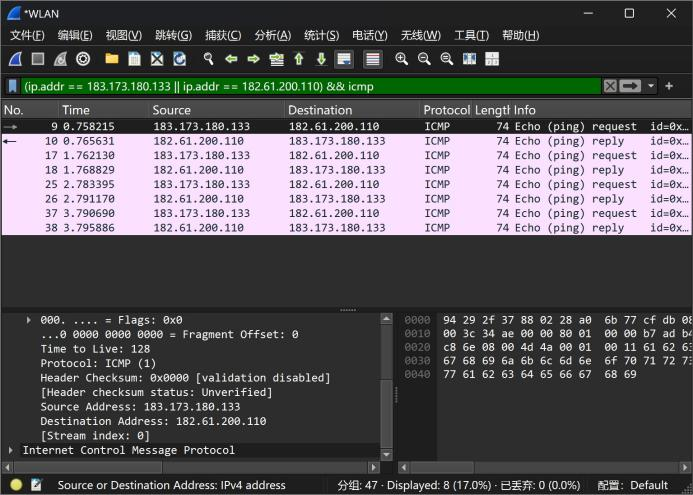 *WLAN
文件(F) 编辑(E) 视图(V) 跳转(G) 捕获(C) 分析(A) 统计(S) 电话(Y) 无线(W) 工具(T) 帮助(H)
(ip.addr == 183.173.180.133 || ip.addr == 182.61.200.110) && icmp
No. Time Source Destination Protocol Length Info
9 0.758215 183.173.180.133 182.61.200.110 ICMP 74 Echo (ping) request id=0x…
10 0.765631 182.61.200.110 183.173.180.133 ICMP 74 Echo (ping) reply id=0x…
17 1.762130 183.173.180.133 182.61.200.110 ICMP 74 Echo (ping) request id=0x…
18 1.768829 182.61.200.110 183.173.180.133 ICMP 74 Echo (ping) reply id=0x…
25 2.783395 183.173.180.133 182.61.200.110 ICMP 74 Echo (ping) request id=0x…
26 2.791170 182.61.200.110 183.173.180.133 ICMP 74 Echo (ping) reply id=0x…
37 3.790690 183.173.180.133 182.61.200.110 ICMP 74 Echo (ping) request id=0x…
38 3.795886 182.61.200.110 183.173.180.133 ICMP 74 Echo (ping) reply id=0x…
000. .... = Flags: 0x0
...0 0000 0000 0000 = Fragment Offset: 0
Time to Live: 128
Protocol: ICMP (1)
Header Checksum: 0x0000 [validation disabled]
[Header checksum status: Unverified]
Source Address: 183.173.180.133
Destination Address: 182.61.200.110
[Stream index: 0]
Internet Control Message Protocol
0000 94 29 2f 37 88 02 28 a0 6b 77 cf db 08
0010 00 3c 34 ae 00 00 80 01 00 00 b7 ad b4
0020 c8 6e 08 00 4d 4a 00 01 00 11 61 62 63
0030 67 68 69 6a 6b 6c 6d 6e 6f 70 71 72 73
0040 77 61 62 63 64 65 66 67 68 69
Source or Destination Address: IPv4 address 分组: 47 · Displayed: 8 (17.0%) · 已丢弃: 0 (0.0%) 配置: Default